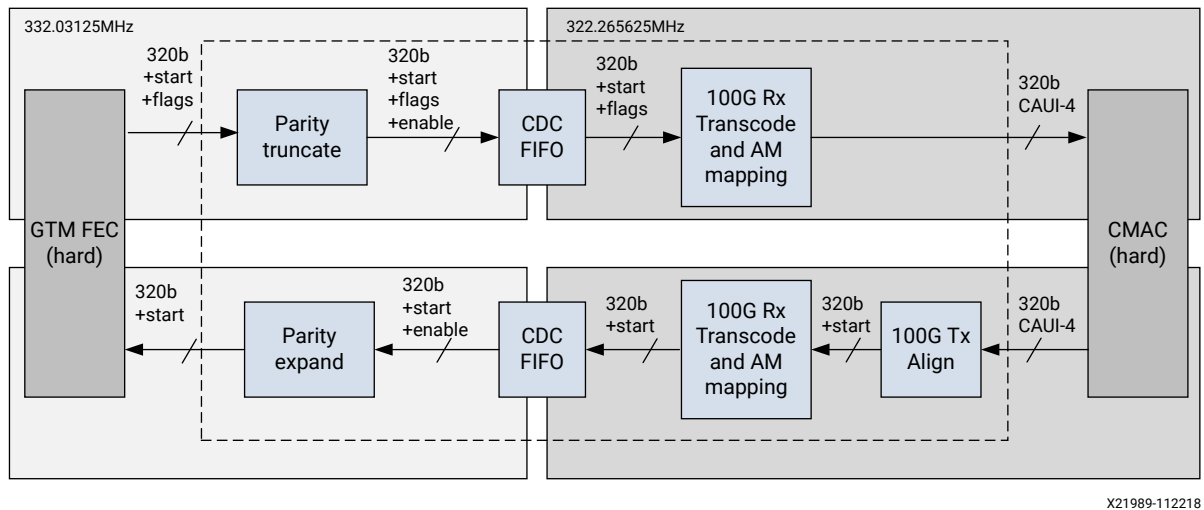 332.03125MHz
322.265625MHz
320b
+start
+flags
320b
+start
+flags
+enable
320b
+start
+flags
320b
CAUI-4
Parity
truncate
CDC
FIFO
100G Rx
Transcode
and AM
mapping
GTM FEC
(hard)
CMAC
(hard)
320b
+start
320b
+start
+enable
320b
+start
320b
+start
320b
CAUI-4
Parity
expand
CDC
FIFO
100G Rx
Transcode
and AM
mapping
100G Tx
Align
X21989-112218